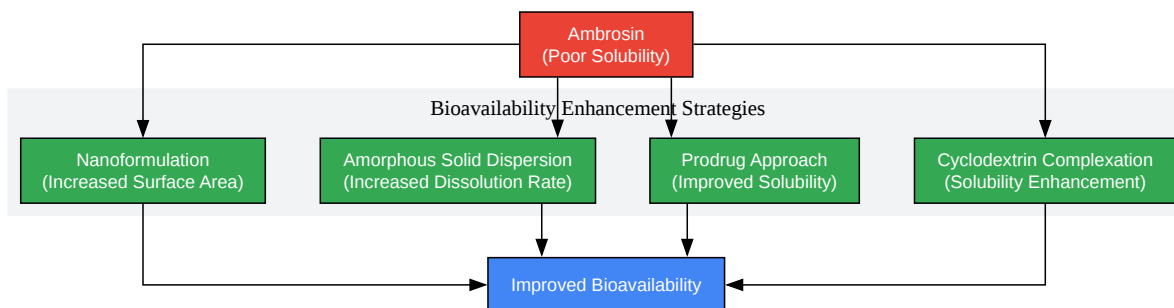 Ambrosin
(Poor Solubility)
Bioavailability Enhancement Strategies
Nanoformulation
(Increased Surface Area)
Amorphous Solid Dispersion
(Increased Dissolution Rate)
Prodrug Approach
(Improved Solubility)
Cyclodextrin Complexation
(Solubility Enhancement)
Improved Bioavailability